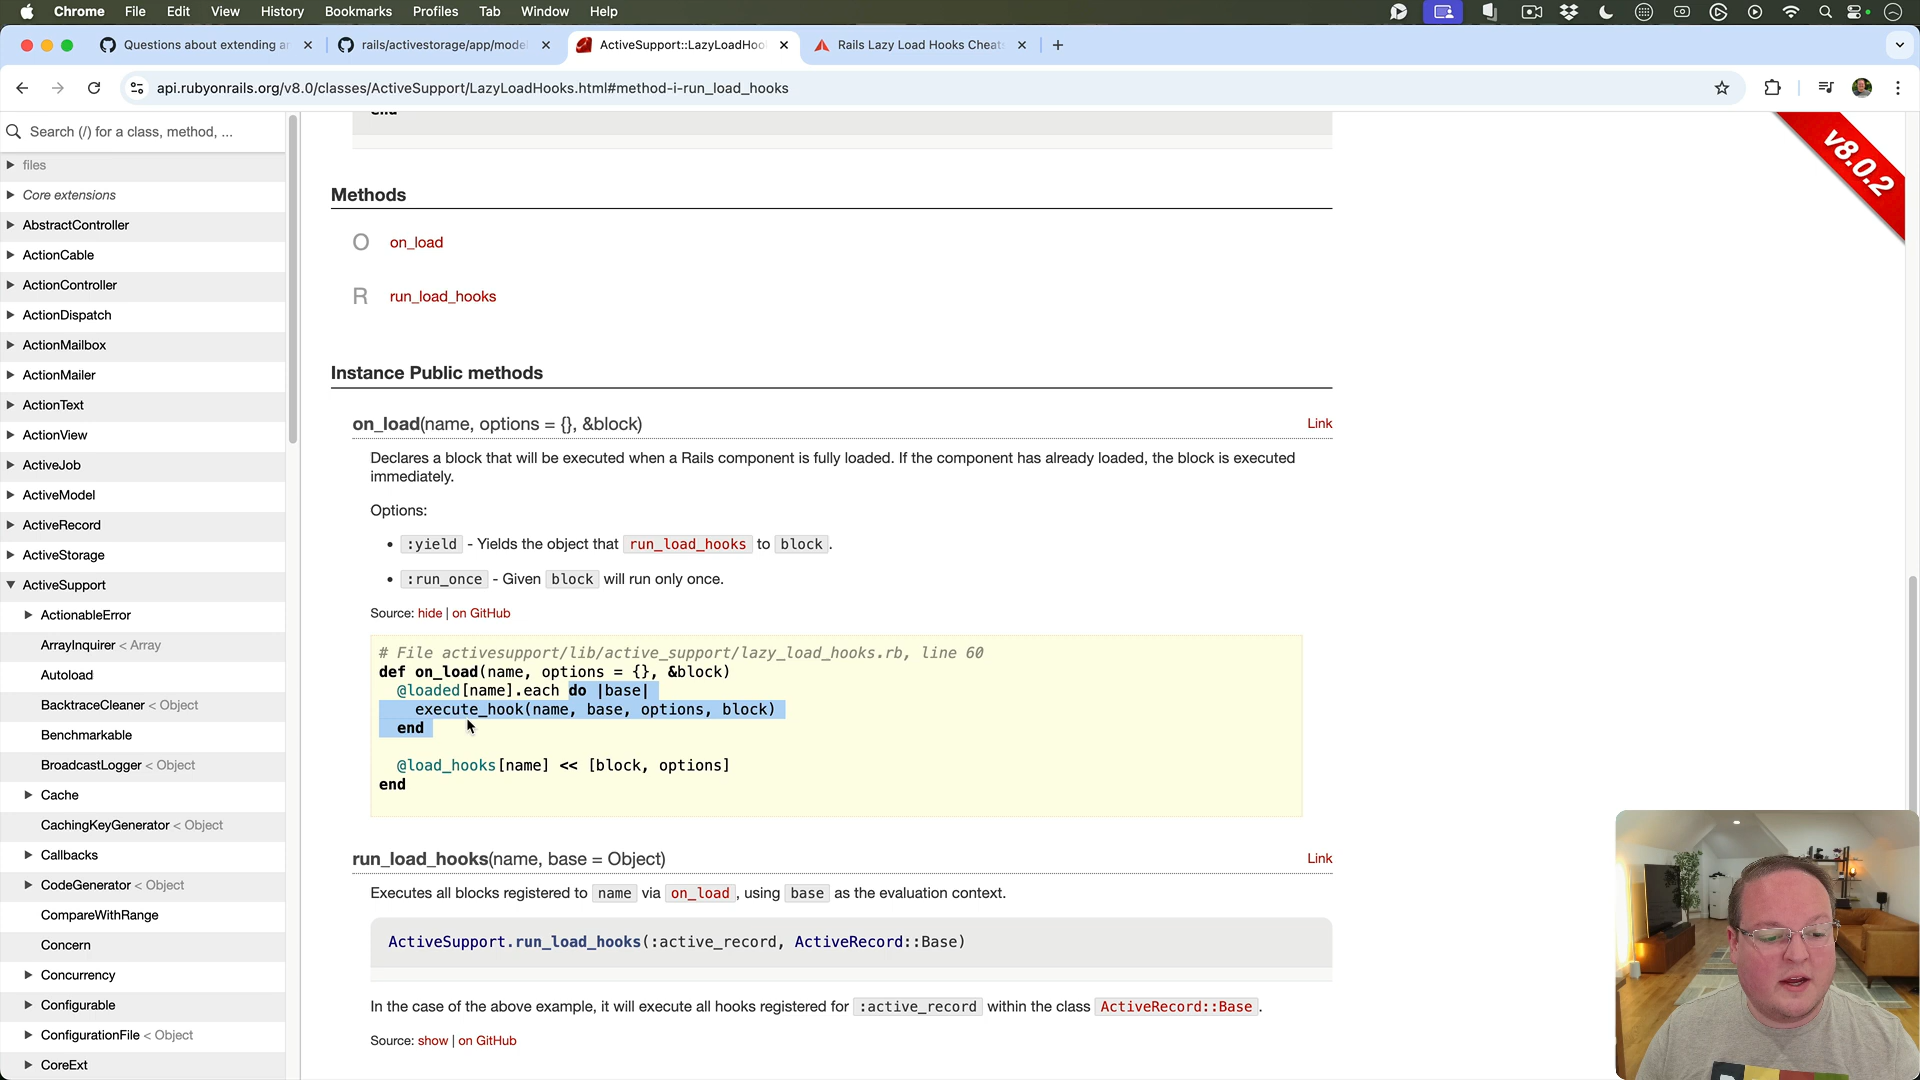 Chrome File Edit View History Bookmarks Profiles Tab Window Help
Questions about extending ar
rails/activestorage/app/mode
ActiveSupport::LazyLoadHoo
Rails Lazy Load Hooks Cheats
api.rubyonrails.org/v8.0/classes/ActiveSupport/LazyLoadHooks.html#method-i-run_load_hooks
Search (/) for a class, method, ...
files
Core extensions
AbstractController
ActionCable
ActionController
ActionDispatch
ActionMailbox
ActionMailer
ActionText
ActionView
ActiveJob
ActiveModel
ActiveRecord
ActiveStorage
ActiveSupport
ActionableError
ArrayInquirer < Array
Autoload
BacktraceCleaner < Object
Benchmarkable
BroadcastLogger < Object
Cache
CachingKeyGenerator < Object
Callbacks
CodeGenerator < Object
CompareWithRange
Concern
Concurrency
Configurable
ConfigurationFile < Object
CoreExt
end
v8.0.2
Methods
O on_load
R run_load_hooks
Instance Public methods
on_load(name, options = {}, &block) Link
Declares a block that will be executed when a Rails component is fully loaded. If the component has already loaded, the block is executed
immediately.
Options:
• :yield - Yields the object that run_load_hooks to block.
• :run_once - Given block will run only once.
Source: hide | on GitHub
# File activesupport/lib/active_support/lazy_load_hooks.rb, line 60
def on_load(name, options = {}, &block)
@loaded[name].each do |base|
execute_hook(name, base, options, block)
end
@load_hooks[name] << [block, options]
end
run_load_hooks(name, base = Object) Link
Executes all blocks registered to name via on_load, using base as the evaluation context.
ActiveSupport.run_load_hooks(:active_record, ActiveRecord::Base)
In the case of the above example, it will execute all hooks registered for :active_record within the class ActiveRecord::Base.
Source: show | on GitHub